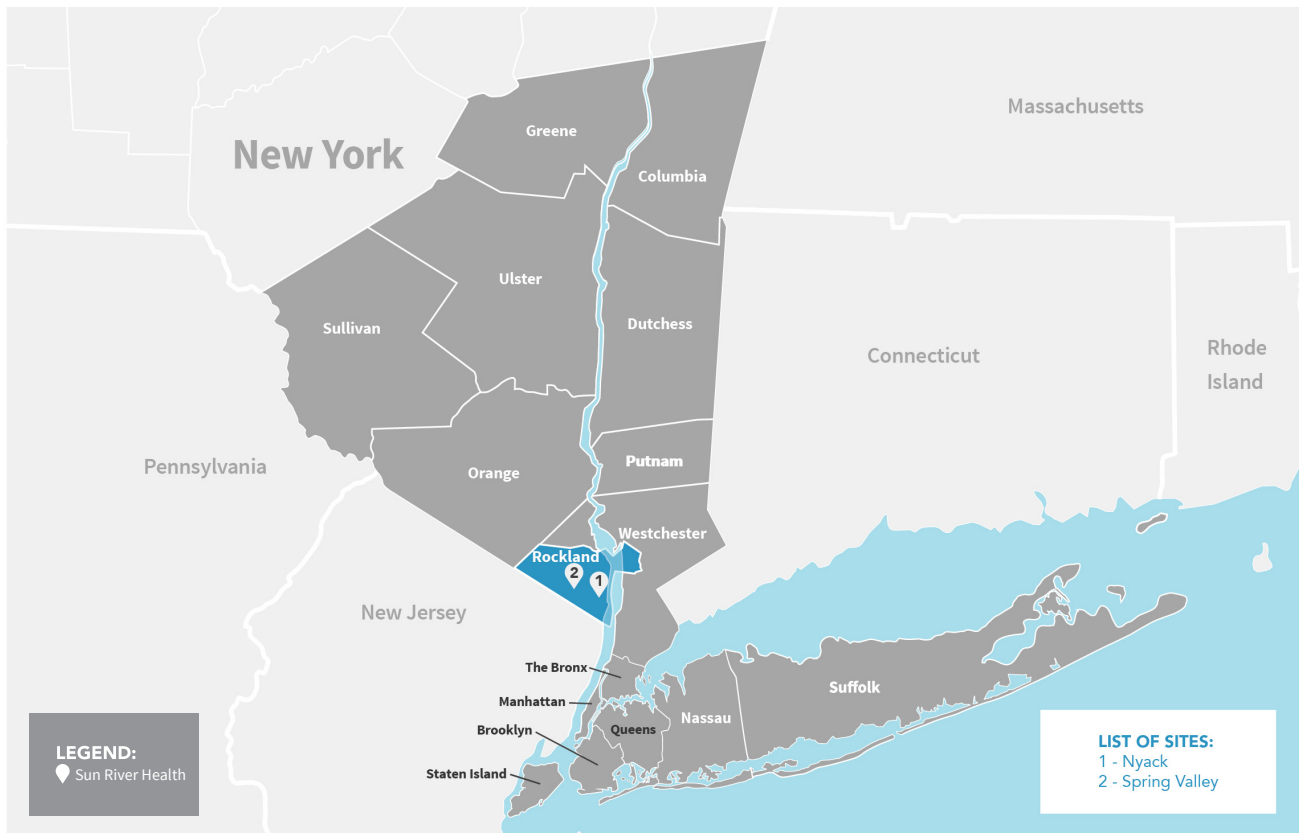 Massachusetts
Greene
New York
Columbia
Ulster
Sullivan
Dutchess
Connecticut
Rhode
Island
Pennsylvania
Putnam
Orange
Westchester
Rockland
2
1
New Jersey
The Bronx
Suffolk
Manhattan
Nassau
Queens
Brooklyn
Staten Island
LEGEND:
Sun River Health
LIST OF SITES:
1 - Nyack
2 - Spring Valley